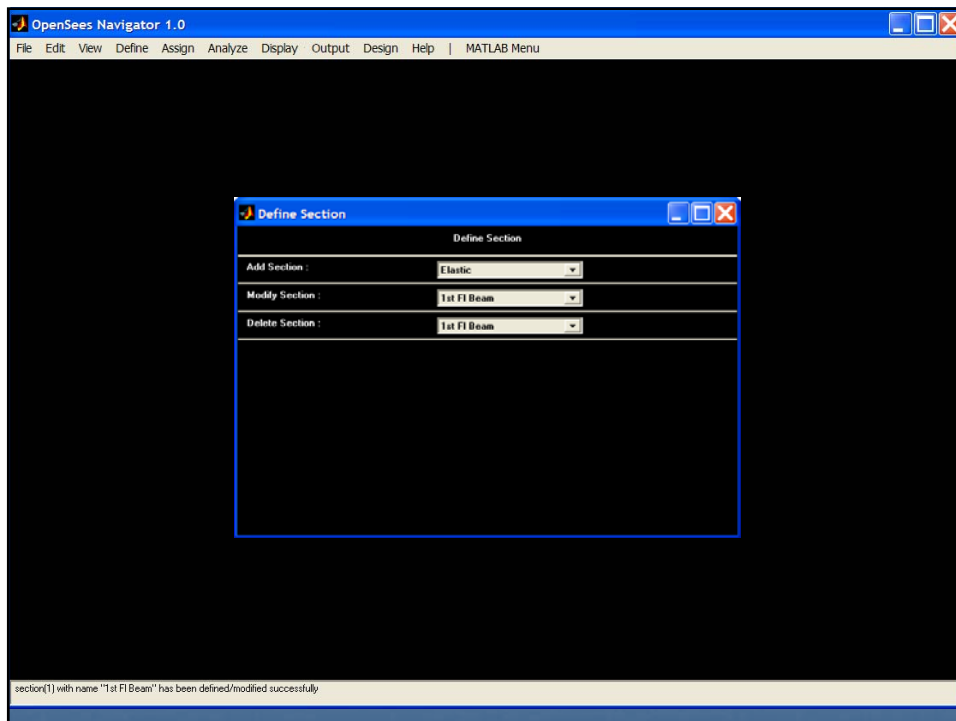 OpenSees Navigator 1.0
File Edit View Define Assign Analyze Display Output Design Help | MATLAB Menu
Define Section
Define Section
Add Section : Elastic
Modify Section : 1st Fl Beam
Delete Section : 1st Fl Beam
section(1) with name "1st Fl Beam" has been defined/modified successfully